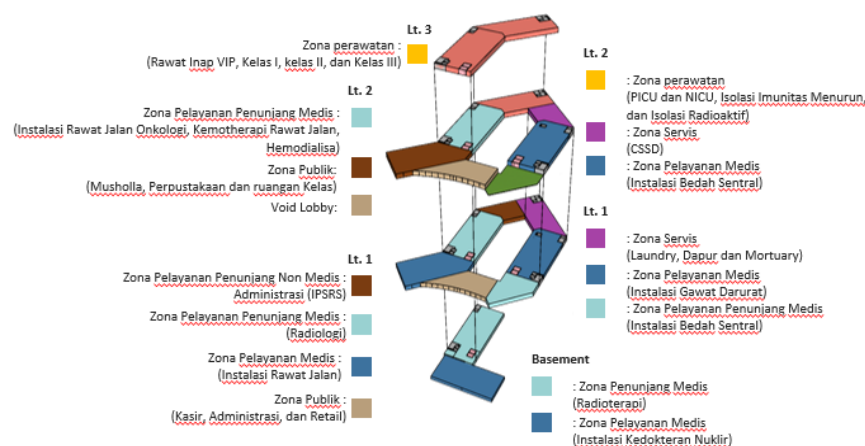 Lt. 3
Zona perawatan :
(Rawat Inap VIP, Kelas I, kelas II, dan Kelas III)
Lt. 2
Zona Pelayanan Penunjang Medis :
(Instalasi Rawat Jalan Onkologi, Kemotherapi Rawat Jalan,
Hemodialisa)
Zona Publik:
(Musholla, Perpustakaan dan ruangan Kelas)
Void Lobby:
Lt. 1
Zona Pelayanan Penunjang Non Medis :
Administrasi (IPSRS)
Zona Pelayanan Penunjang Medis :
(Radiologi)
Zona Pelayanan Medis :
(Instalasi Rawat Jalan)
Zona Publik :
(Kasir, Administrasi, dan Retail)
Lt. 2
: Zona perawatan
(PICU dan NICU, Isolasi Imunitas Menurun,
dan Isolasi Radioaktif)
: Zona Servis
(CSSD)
: Zona Pelayanan Medis
(Instalasi Bedah Sentral)
Lt. 1
: Zona Servis
(Laundry, Dapur dan Mortuary)
: Zona Pelayanan Medis
(Instalasi Gawat Darurat)
: Zona Pelayanan Penunjang Medis
(Instalasi Bedah Sentral)
Basement
: Zona Penunjang Medis
(Radioterapi)
: Zona Pelayanan Medis
(Instalasi Kedokteran Nuklir)